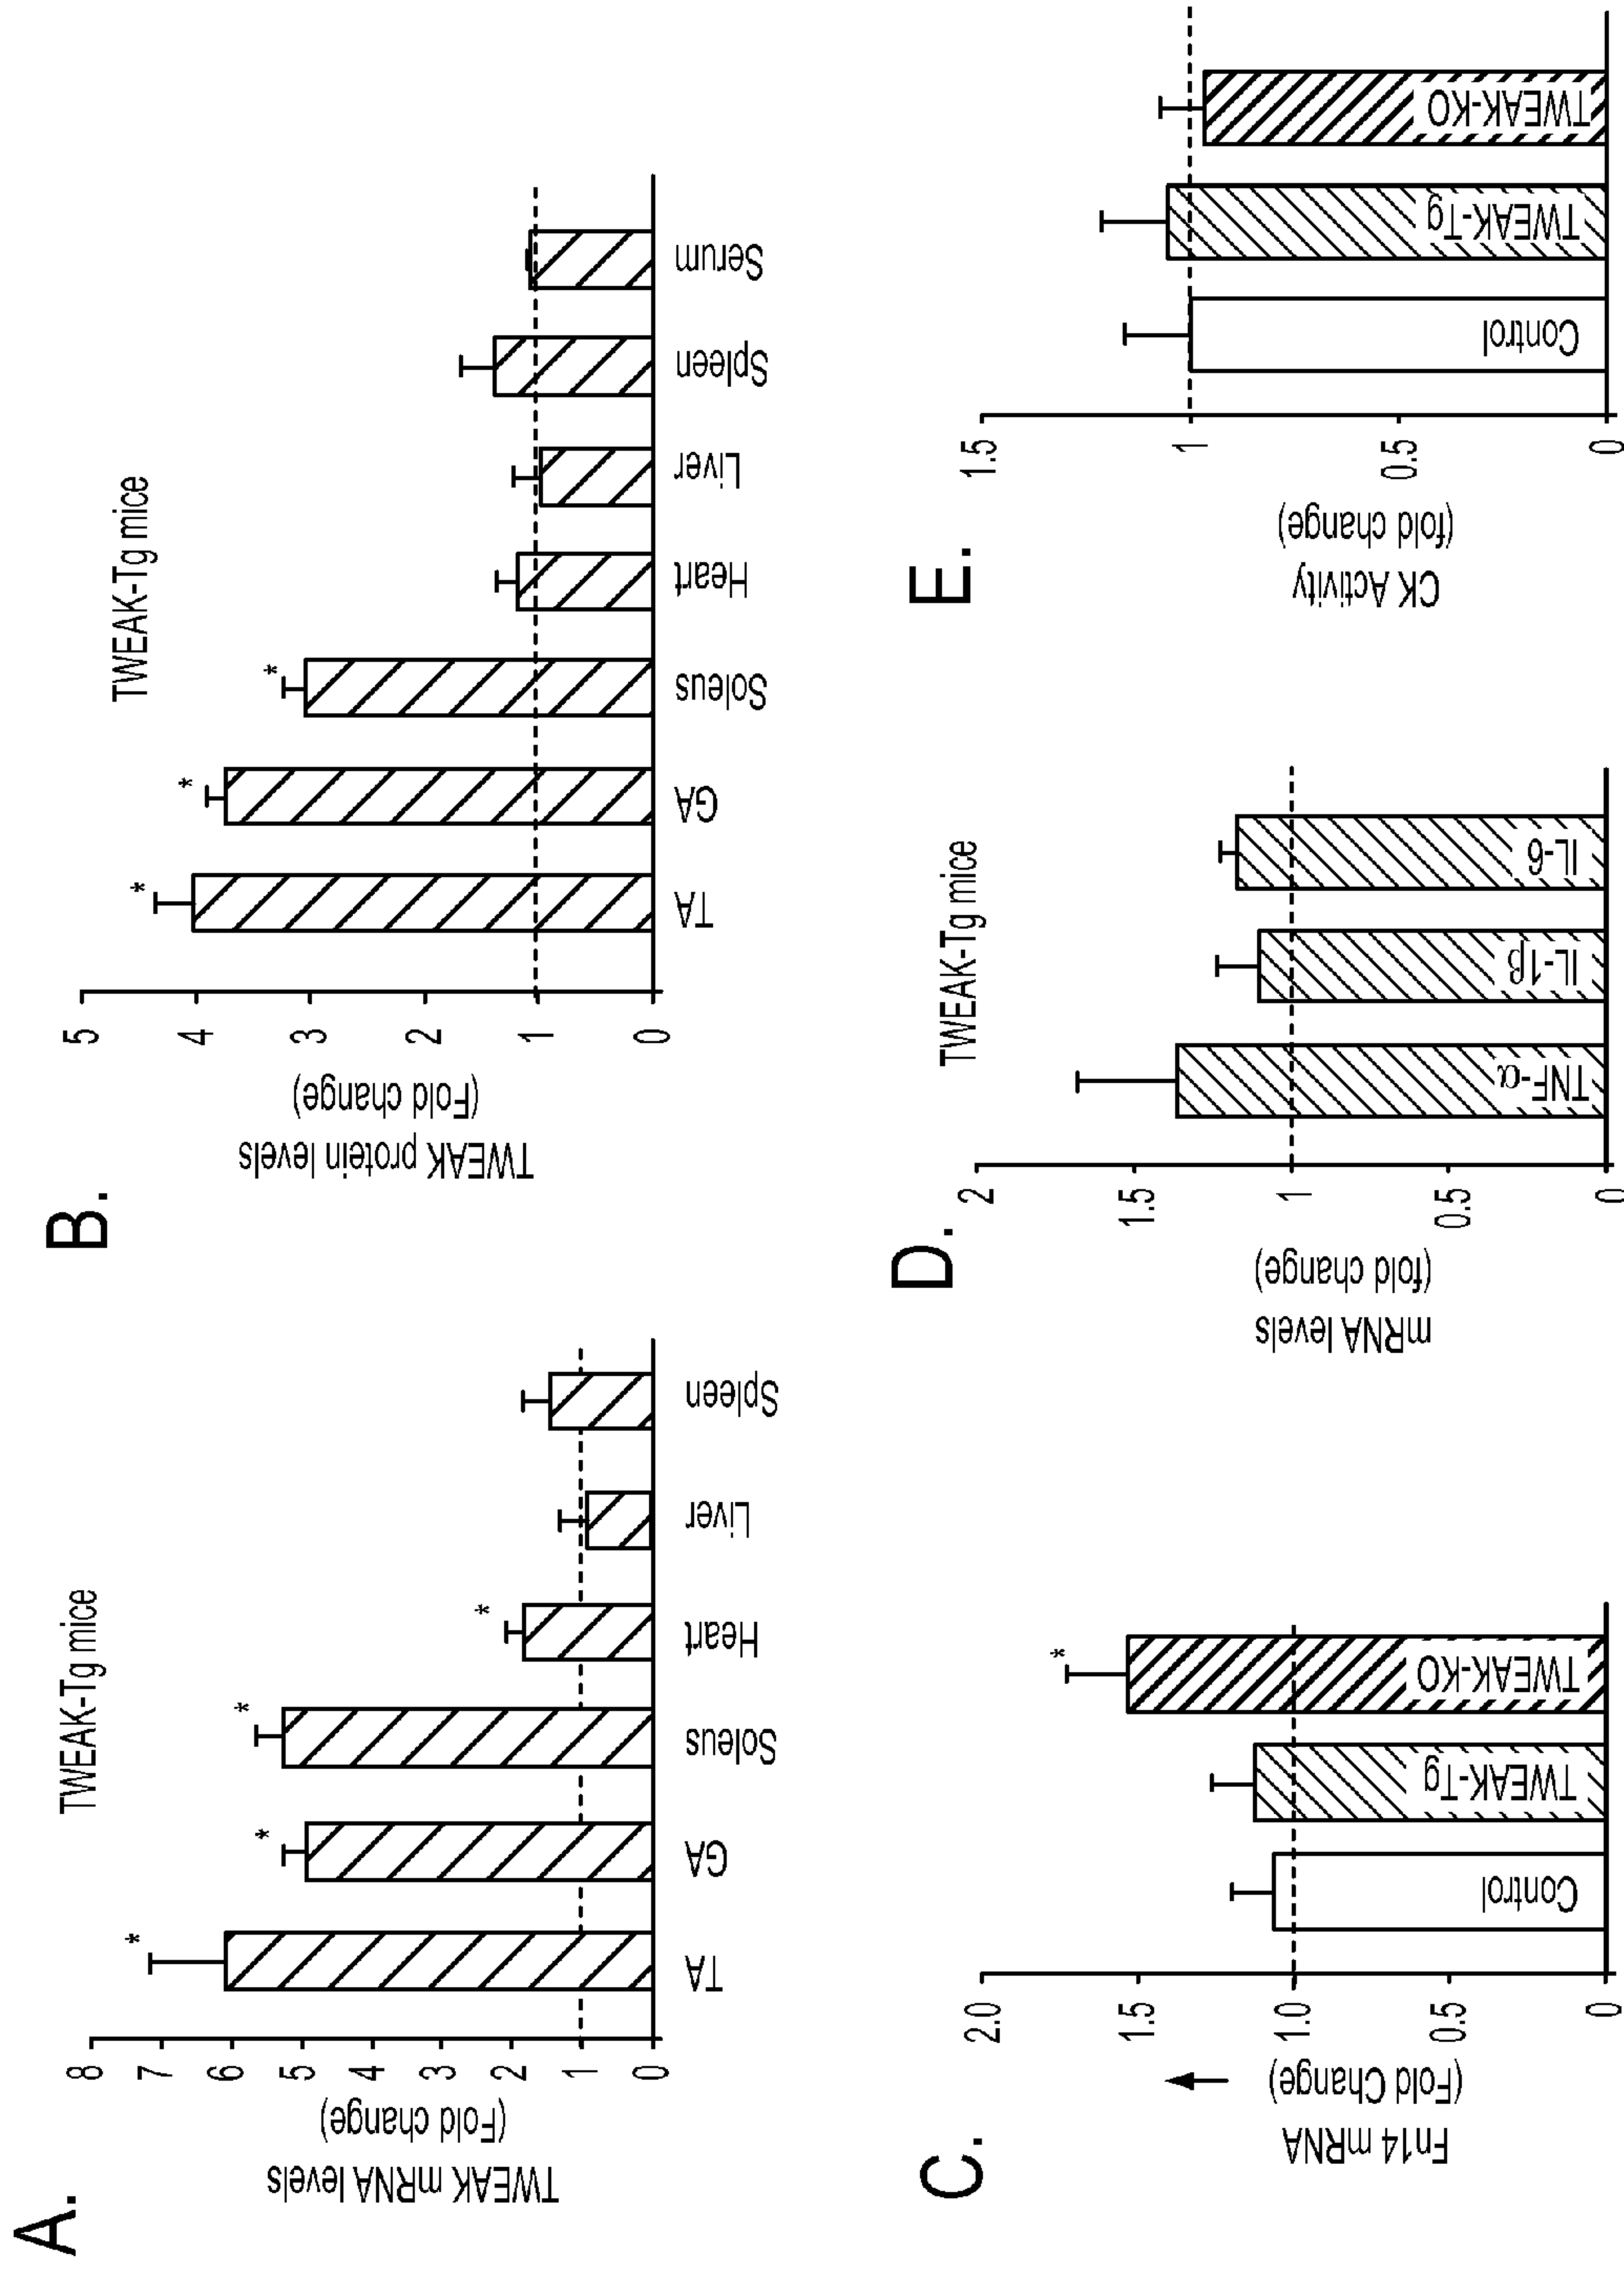 A.
TWEAK-Tg mice
TWEAK mRNA levels
(Fold change)
8
7
6
5
4
3
2
1
0
*
*
*
*
TA
GA
Soleus
Heart
Liver
Spleen
B.
TWEAK-Tg mice
TWEAK protein levels
(Fold change)
5
4
3
2
1
0
*
*
*
TA
GA
Soleus
Heart
Liver
Spleen
Serum
C.
Fn14 mRNA
(Fold Change)
2.0
1.5
1.0
0.5
0
*
Control
TWEAK-Tg
TWEAK-KO
D.
TWEAK-Tg mice
mRNA levels
(fold change)
2
1.5
1
0.5
0
TNF-α
IL-1β
IL-6
E.
CK Activity
(fold change)
1.5
1
0.5
0
Control
TWEAK-Tg
TWEAK-KO